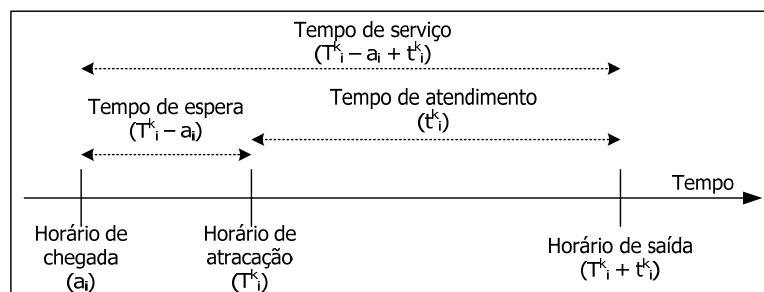 Tempo de serviço
(Tᵏᵢ – aᵢ + tᵏᵢ)
Tempo de espera
(Tᵏᵢ – aᵢ)
Tempo de atendimento
(tᵏᵢ)
Tempo
Horário de
chegada
(aᵢ)
Horário de
atracação
(Tᵏᵢ)
Horário de saída
(Tᵏᵢ + tᵏᵢ)